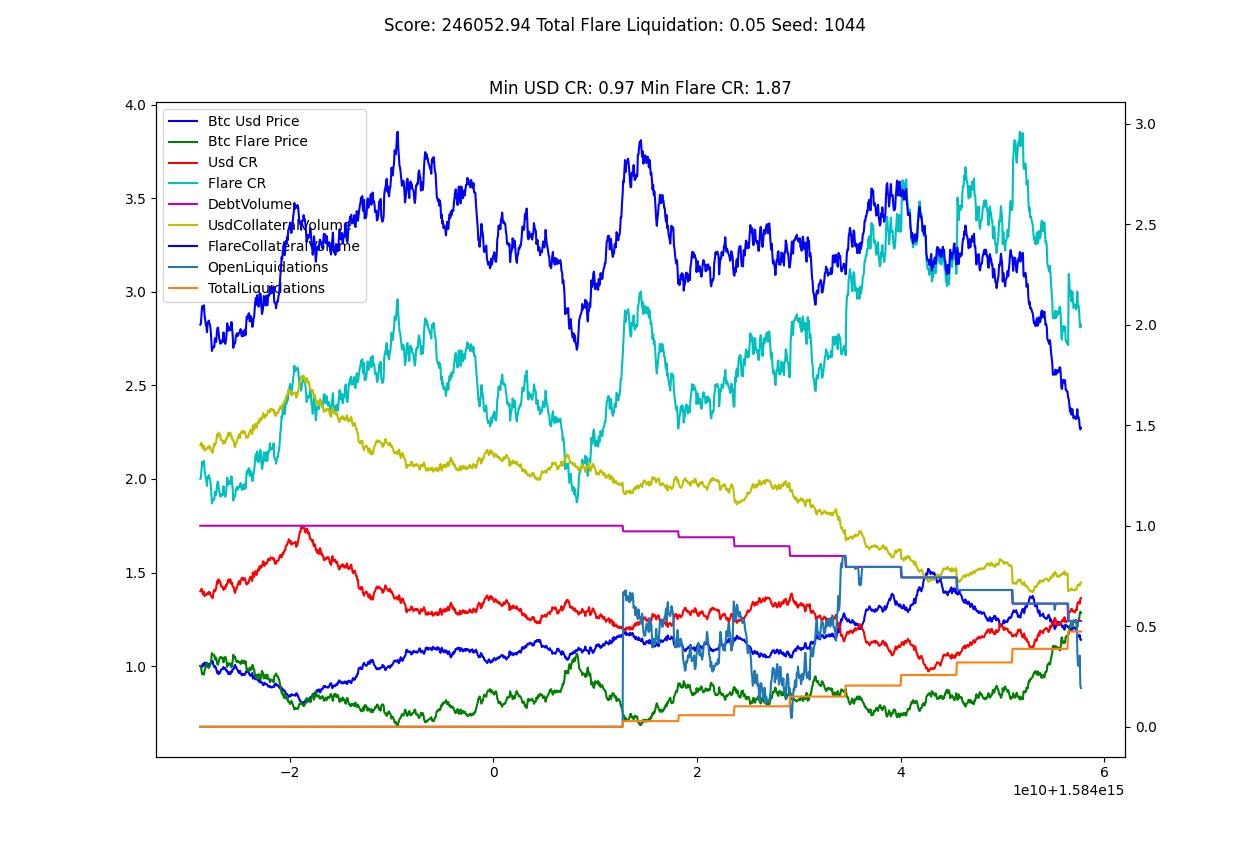 Score: 246052.94 Total Flare Liquidation: 0.05 Seed: 1044
Min USD CR: 0.97 Min Flare CR: 1.87
4.0
3.5
3.0
2.5
2.0
1.5
1.0
Btc Usd Price
Btc Flare Price
Usd CR
Flare CR
DebtVolume
UsdCollateralVolume
FlareCollateralVolume
OpenLiquidations
TotalLiquidations
3.0
2.5
2.0
1.5
1.0
0.5
0.0
−2 0 2 4 6
1e10+1.584e15